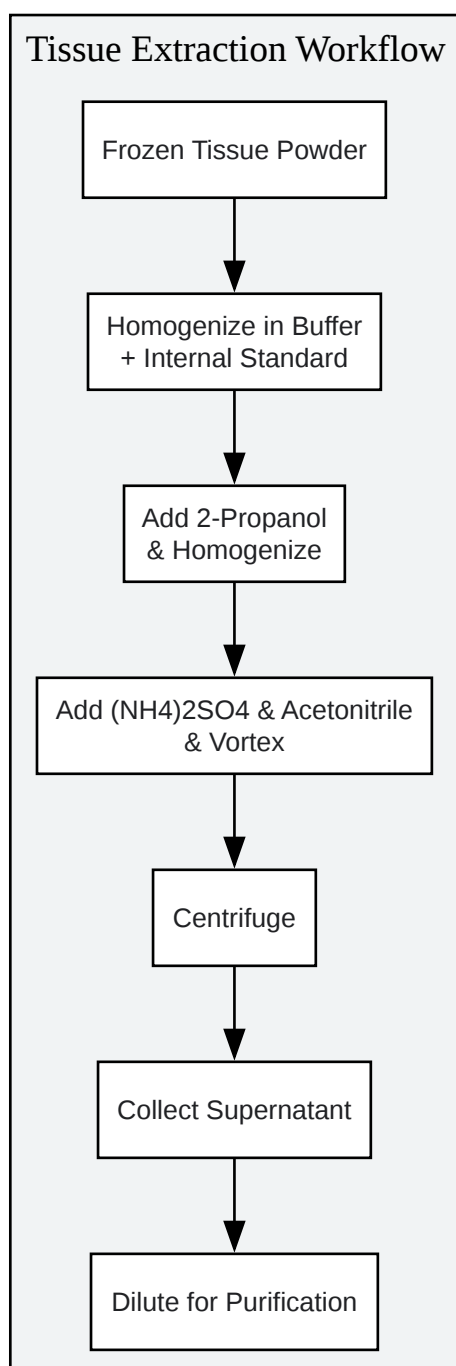 Tissue Extraction Workflow
Frozen Tissue Powder
Homogenize in Buffer
+ Internal Standard
Add 2-Propanol
& Homogenize
Add (NH4)2SO4 & Acetonitrile
& Vortex
Centrifuge
Collect Supernatant
Dilute for Purification